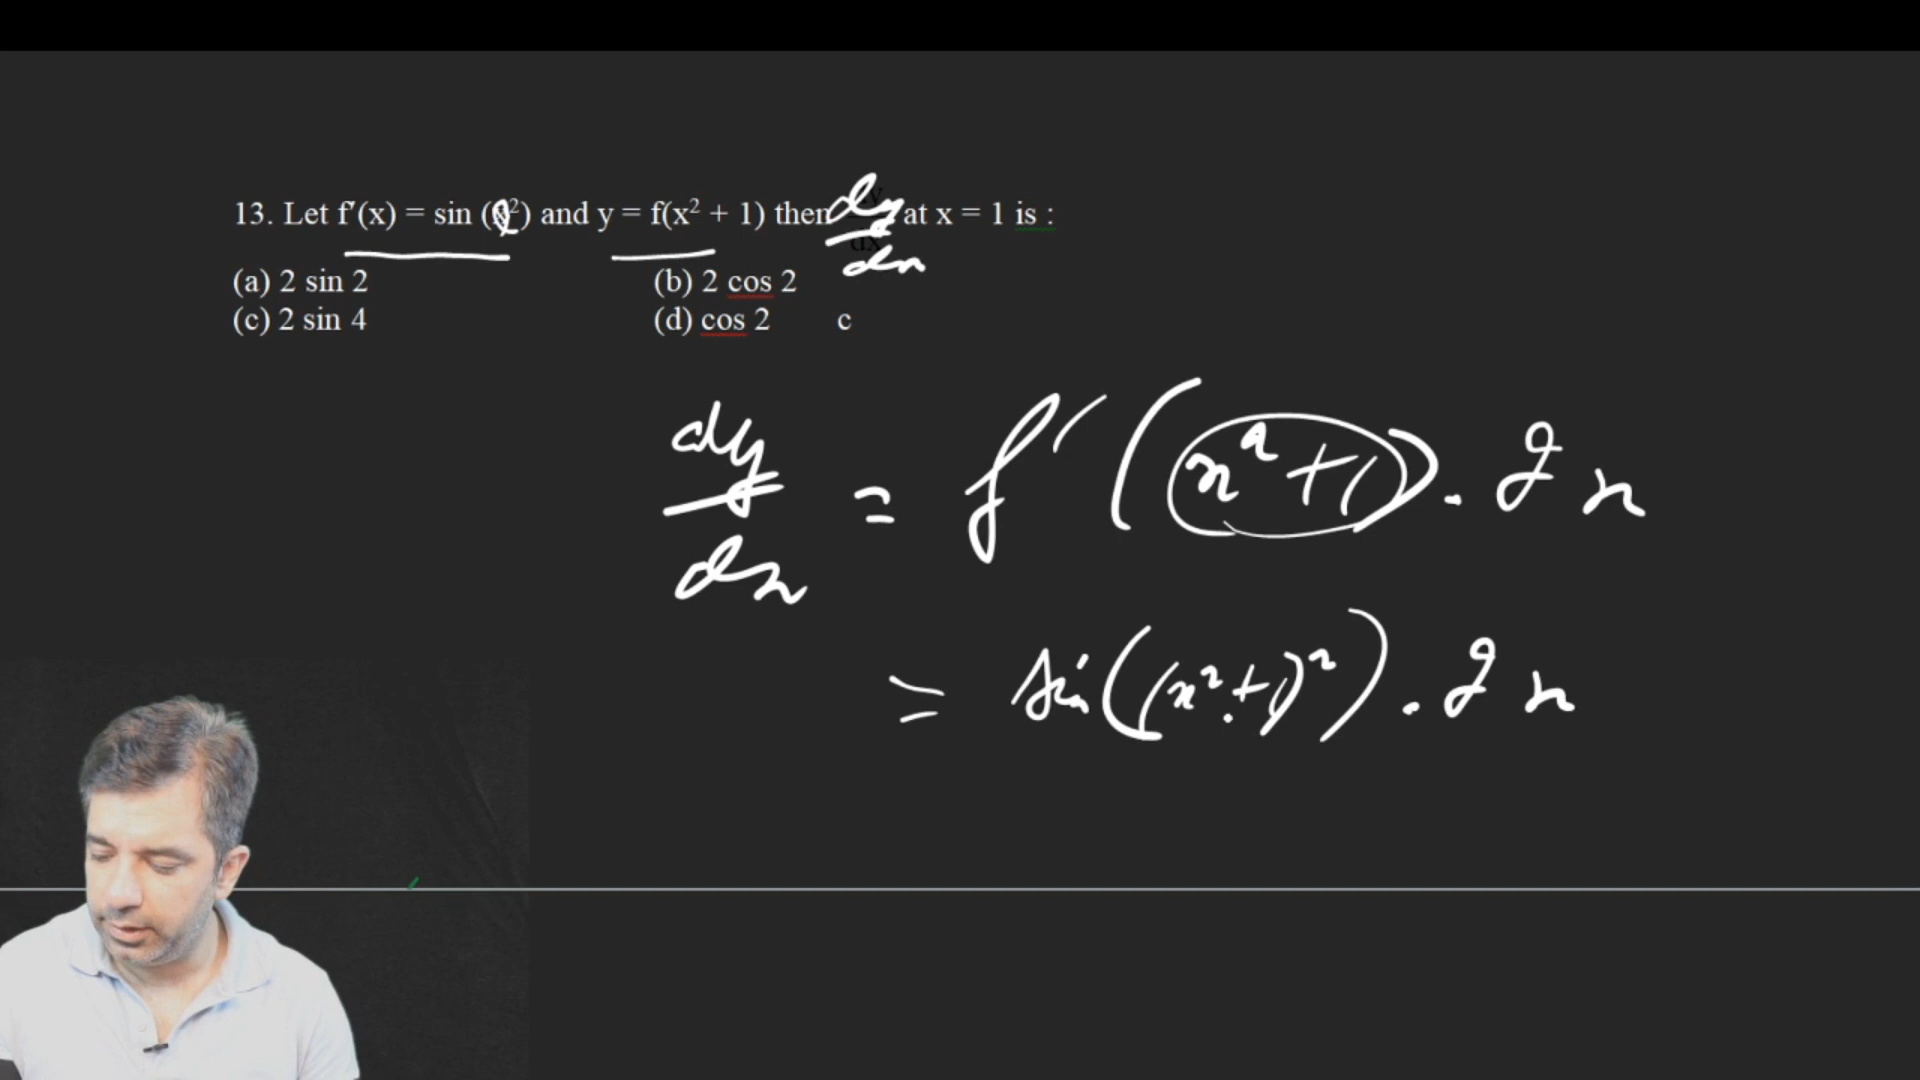 13. Let f′(x) = sin (x²) and y = f(x² + 1) then dy/dx at x = 1 is :
(a) 2 sin 2 (b) 2 cos 2
(c) 2 sin 4 (d) cos 2 c
dy/dx = f′(x²+1) . 2x
= sin((x²+1)²) . 2x